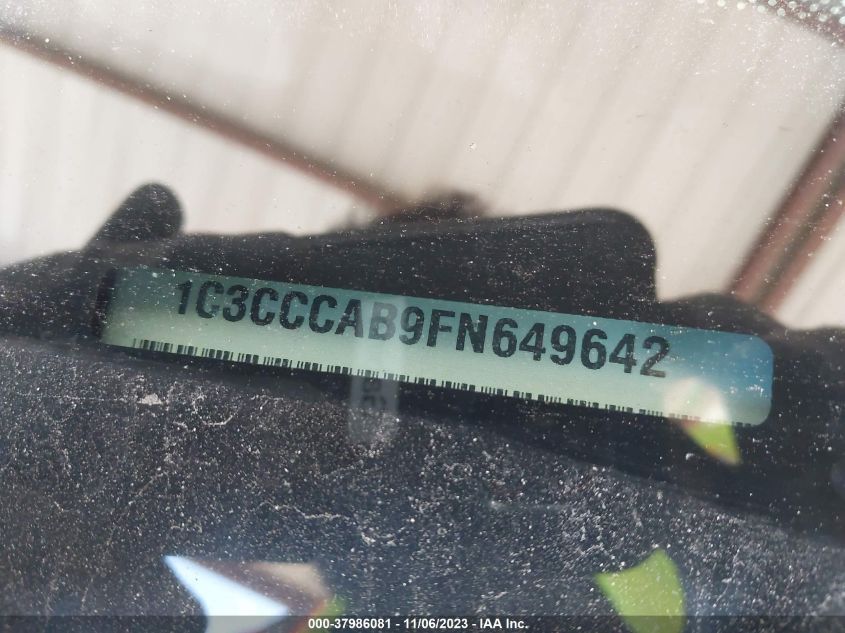 1C3CCCAB9FN649642
000-37986081 - 11/06/2023 - IAA Inc.